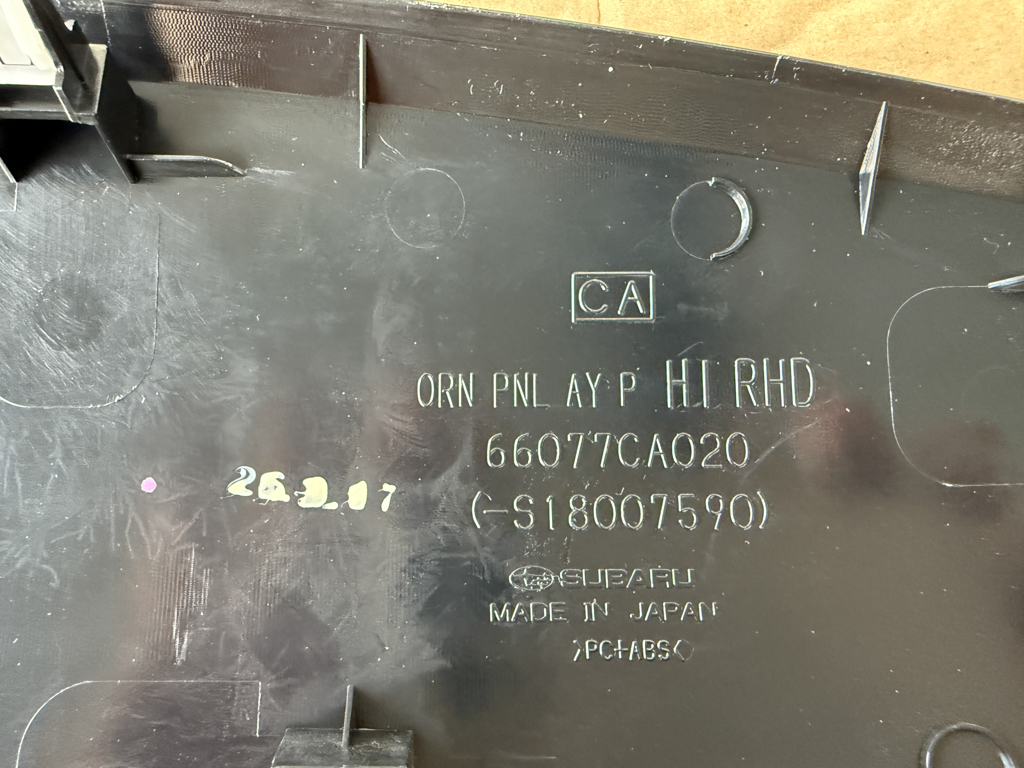 CA
ORN PNL AY P HI RHD
66077CA020
(-S18007590)
SUBARU
MADE IN JAPAN
>PC+ABS<